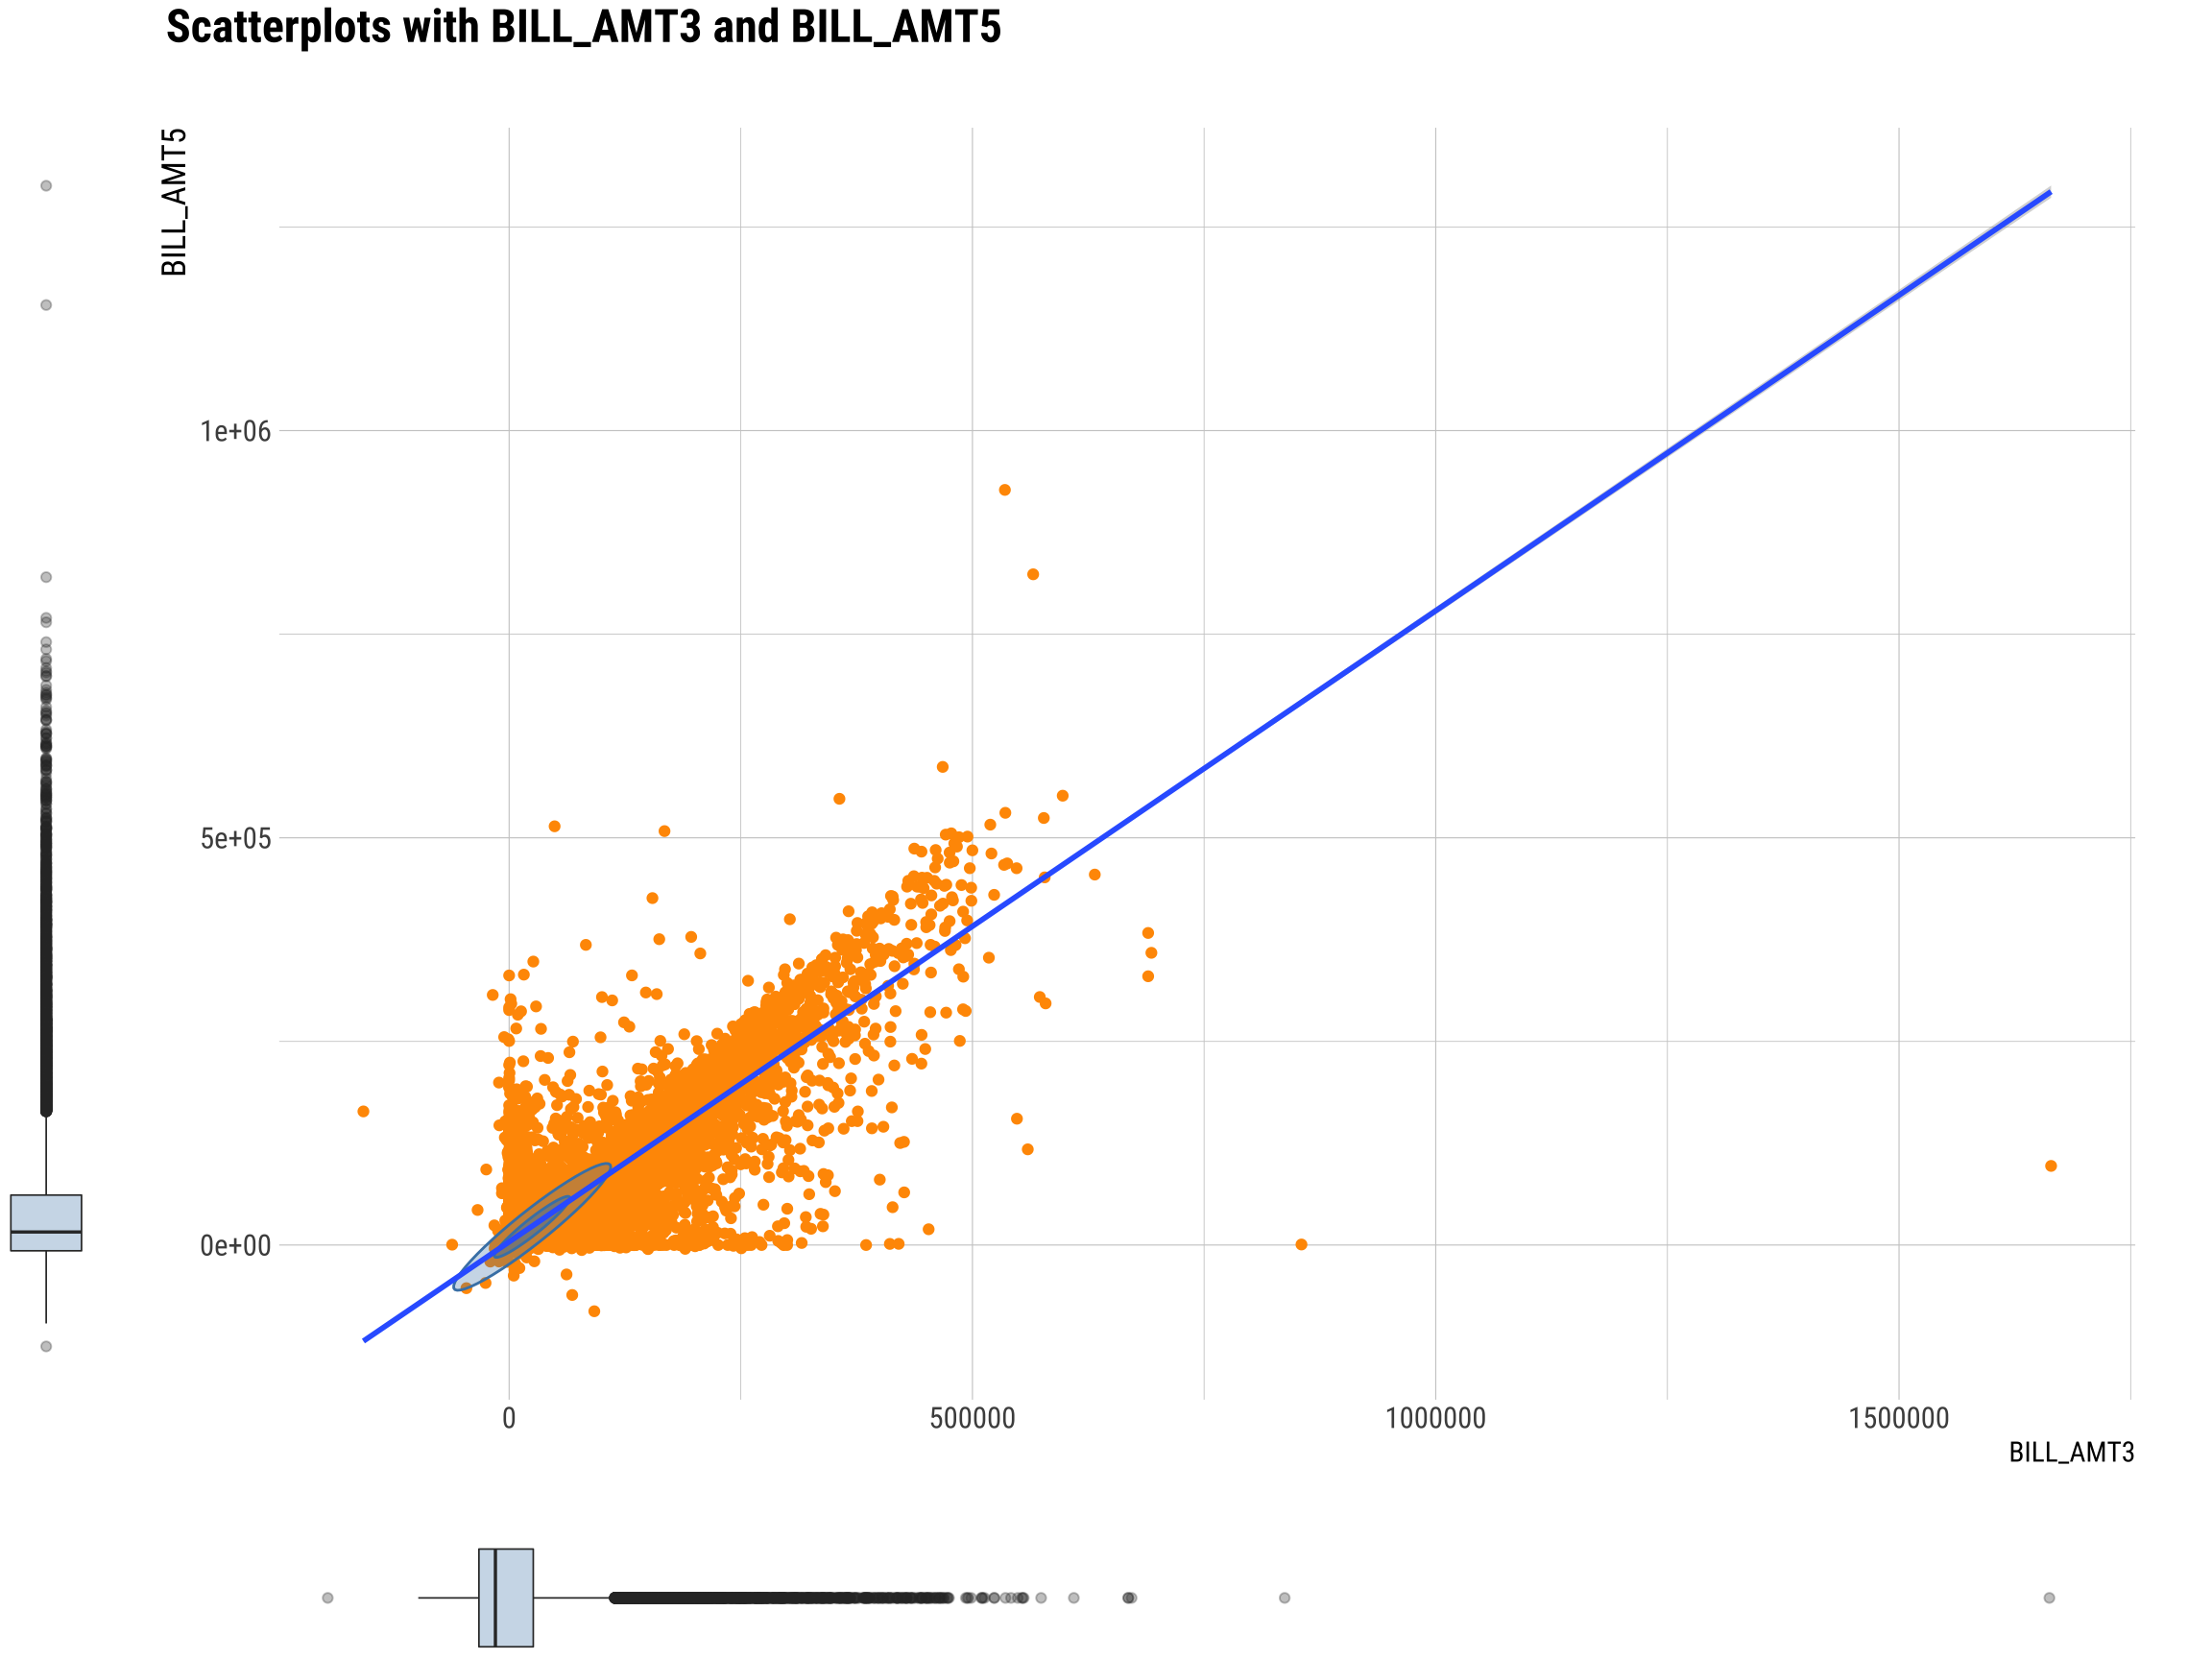 Scatterplots with BILL_AMT3 and BILL_AMT5
BILL_AMT5
1e+06
5e+05
0e+00
0 500000 1000000 1500000
BILL_AMT3